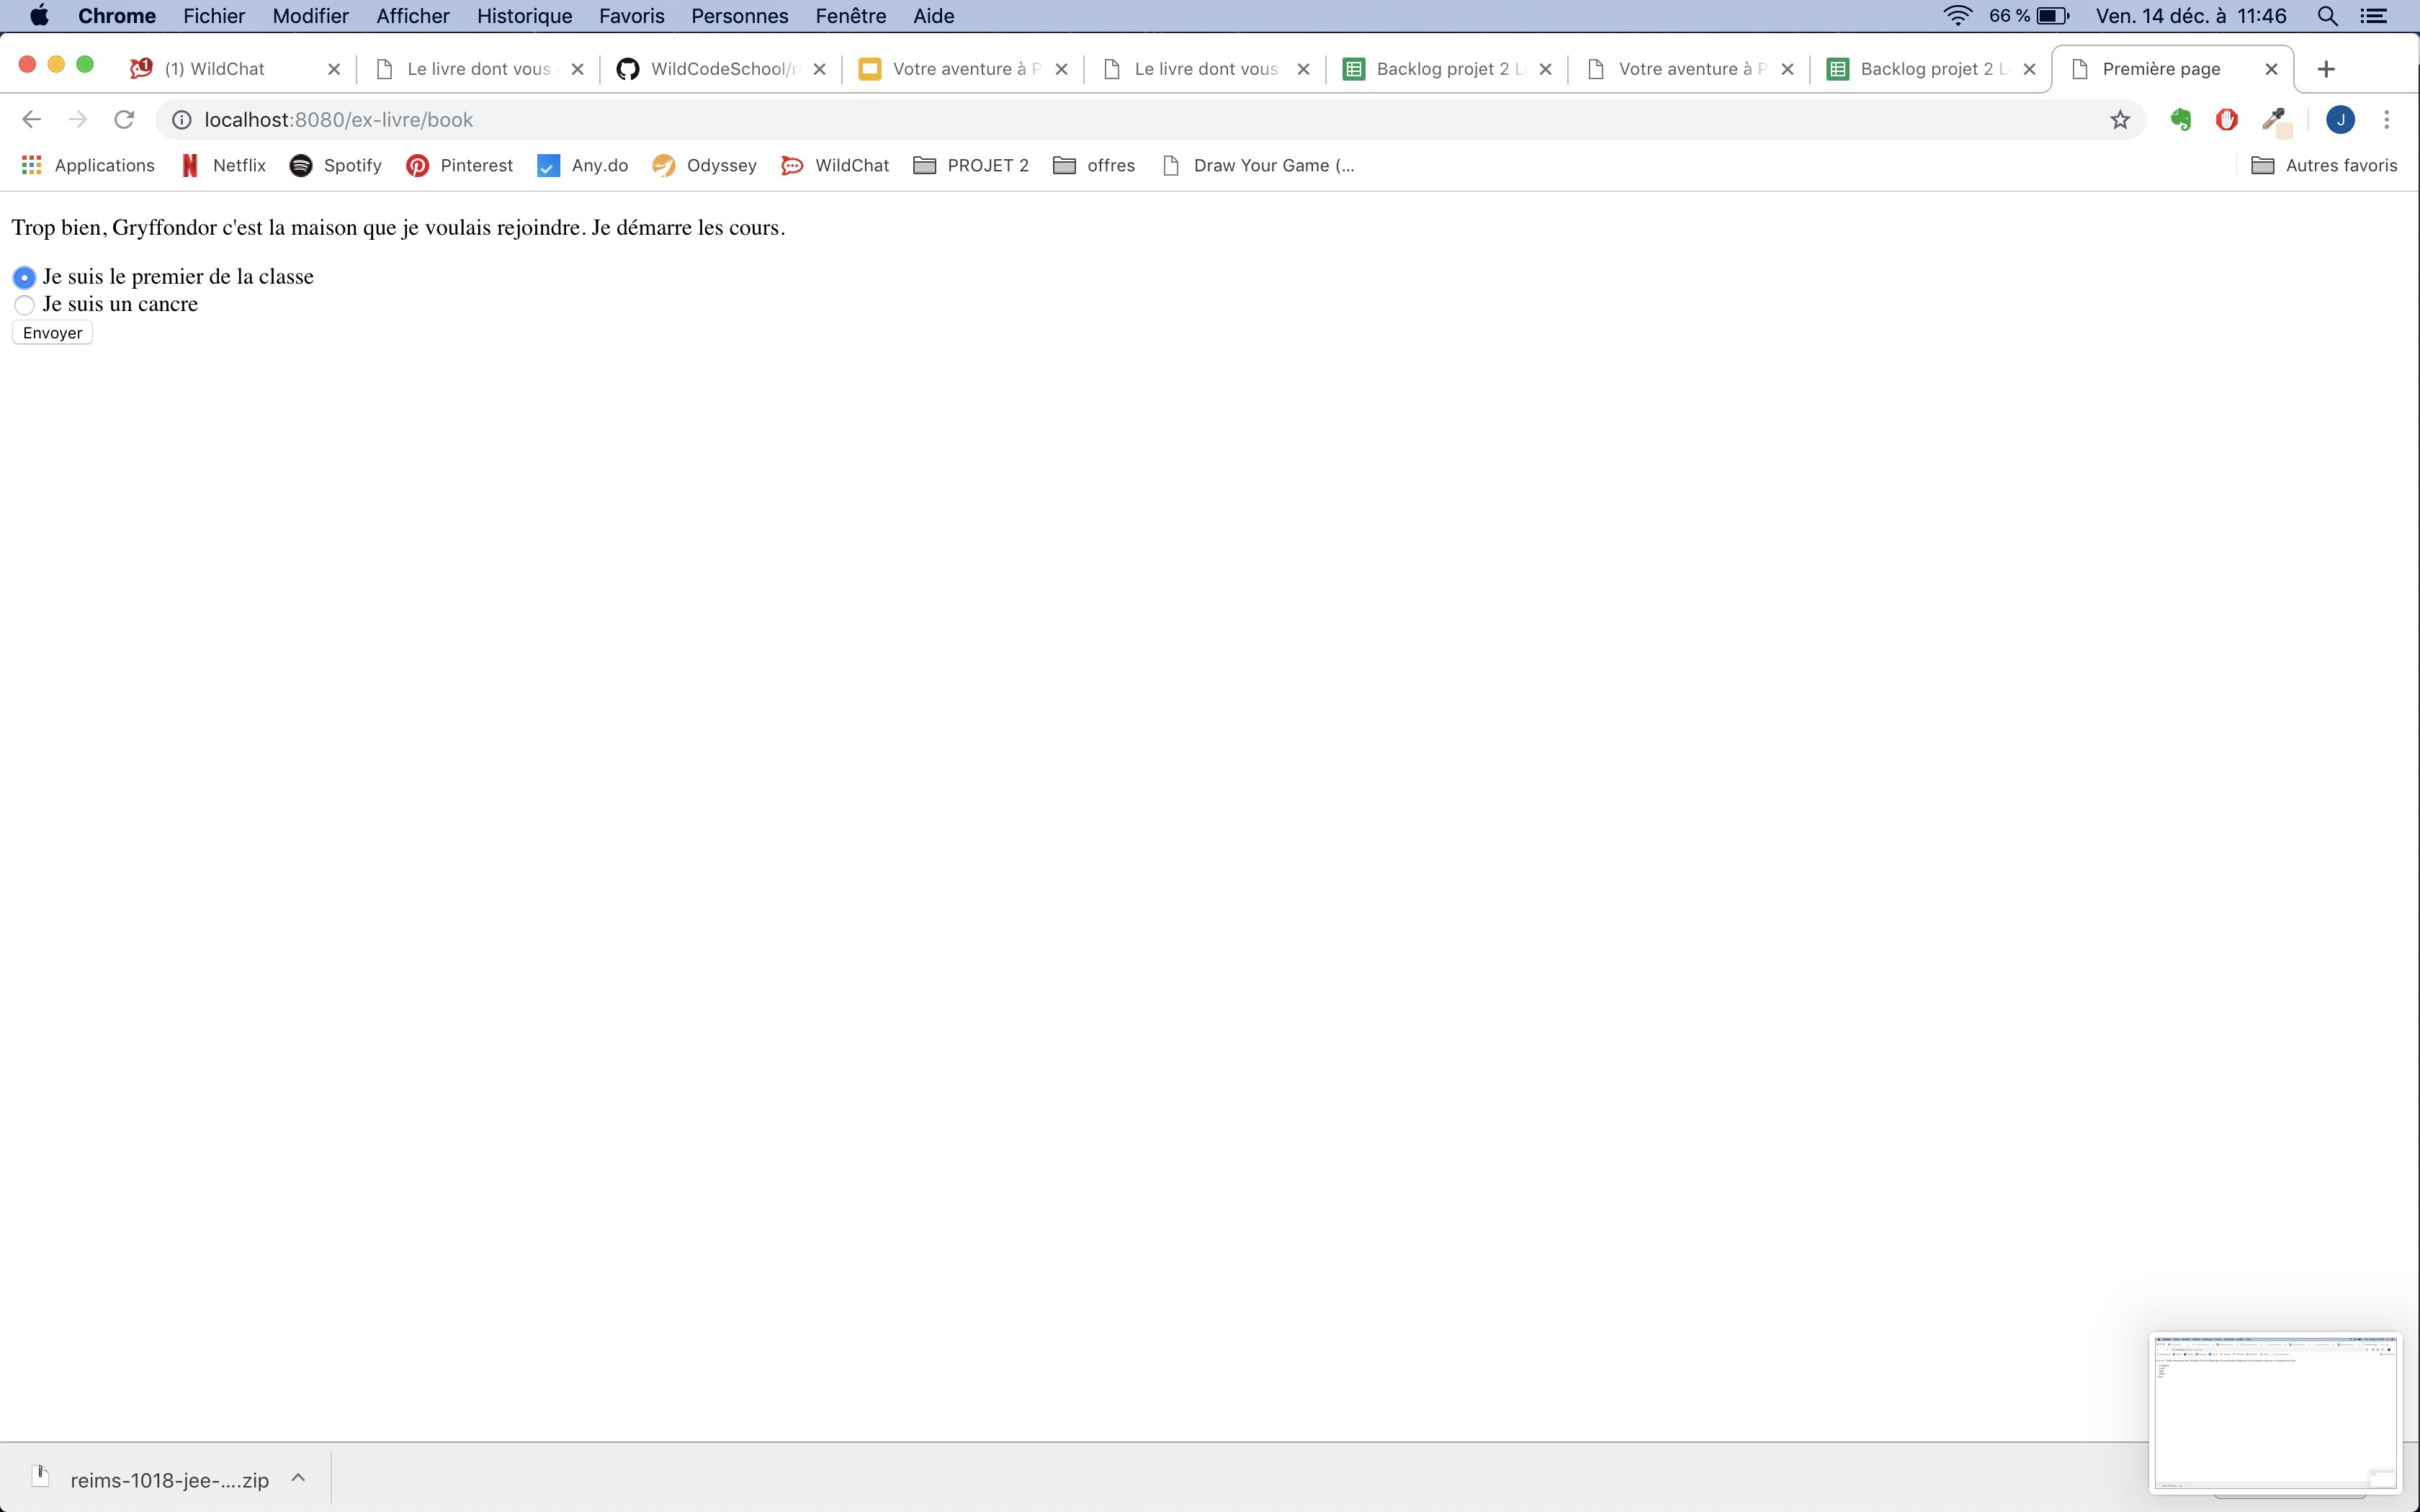 Chrome Fichier Modifier Afficher Historique Favoris Personnes Fenêtre Aide 66 % Ven. 14 déc. à 11:46
(1) WildChat Le livre dont vous WildCodeSchool/r Votre aventure à P Le livre dont vous Backlog projet 2 L Votre aventure à P Backlog projet 2 L Première page
localhost:8080/ex-livre/book J
Applications Netflix Spotify Pinterest Any.do Odyssey WildChat PROJET 2 offres Draw Your Game (... Autres favoris
Trop bien, Gryffondor c'est la maison que je voulais rejoindre. Je démarre les cours.
Je suis le premier de la classe
Je suis un cancre
Envoyer
reims-1018-jee-....zip